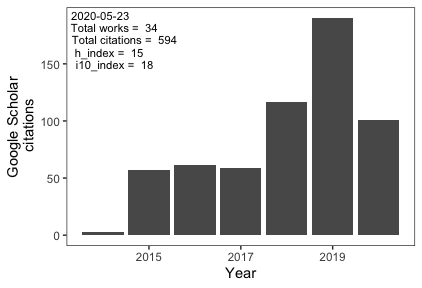 2020-05-23
Total works = 34
Total citations = 594
h_index = 15
i10_index = 18
Google Scholar
citations
150
100
50
0
2015
2017
2019
Year